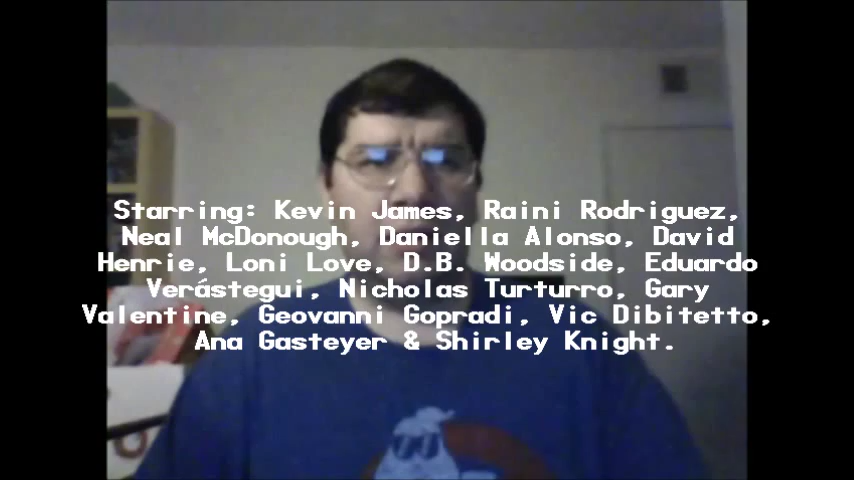 Starring: Kevin James, Raini Rodriguez,
Neal McDonough, Daniella Alonso, David
Henrie, Loni Love, D.B. Woodside, Eduardo
Verástegui, Nicholas Turturro, Gary
Valentine, Geovanni Gopradi, Vic Dibitetto,
Ana Gasteyer & Shirley Knight.